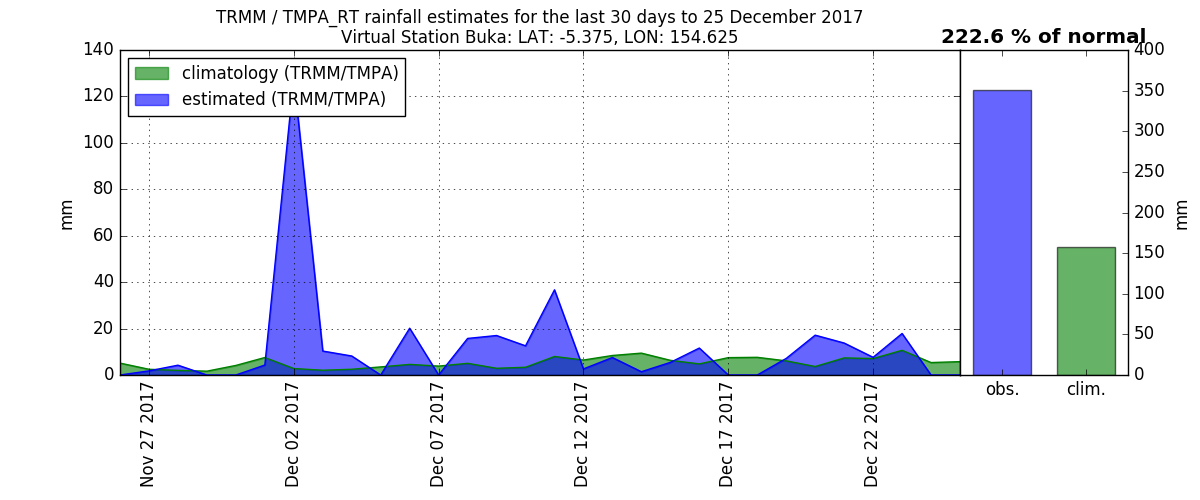 TRMM / TMPA_RT rainfall estimates for the last 30 days to 25 December 2017
Virtual Station Buka: LAT: -5.375, LON: 154.625
222.6 % of normal
climatology (TRMM/TMPA)
estimated (TRMM/TMPA)
mm
140
120
100
80
60
40
20
0
Nov 27 2017
Dec 02 2017
Dec 07 2017
Dec 12 2017
Dec 17 2017
Dec 22 2017
obs.
clim.
400
350
300
250
200
150
100
50
0
mm